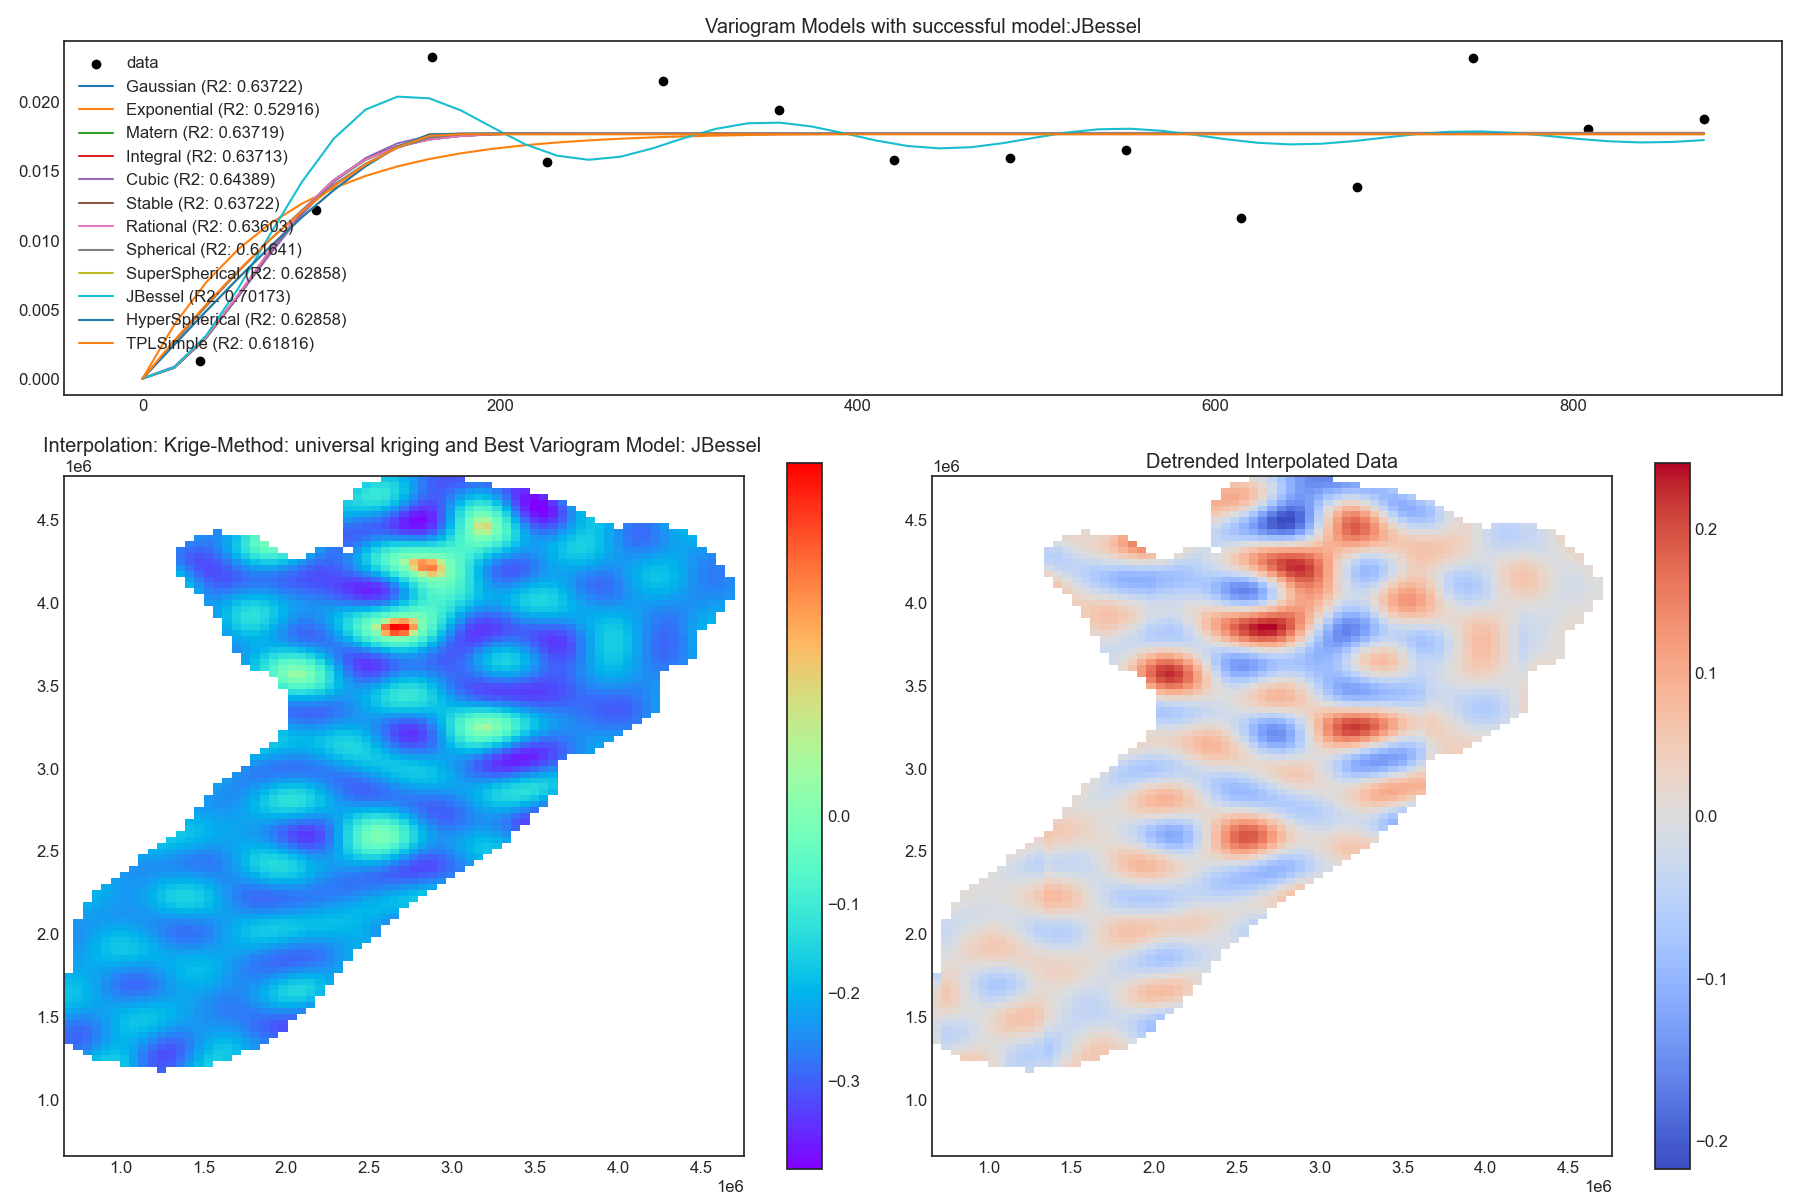 Variogram Models with successful model:JBessel
data
Gaussian (R2: 0.63722)
Exponential (R2: 0.52916)
Matern (R2: 0.63719)
Integral (R2: 0.63713)
Cubic (R2: 0.64389)
Stable (R2: 0.63722)
Rational (R2: 0.63603)
Spherical (R2: 0.61641)
SuperSpherical (R2: 0.62858)
JBessel (R2: 0.70173)
HyperSpherical (R2: 0.62858)
TPLSimple (R2: 0.61816)
0.020
0.015
0.010
0.005
0.000
0 200 400 600 800
Interpolation: Krige-Method: universal kriging and Best Variogram Model: JBessel
1e6
4.5
4.0
3.5
3.0
2.5
2.0
1.5
1.0
1.0 1.5 2.0 2.5 3.0 3.5 4.0 4.5
1e6
0.0
−0.1
−0.2
−0.3
Detrended Interpolated Data
1e6
4.5
4.0
3.5
3.0
2.5
2.0
1.5
1.0
1.0 1.5 2.0 2.5 3.0 3.5 4.0 4.5
1e6
0.2
0.1
0.0
−0.1
−0.2